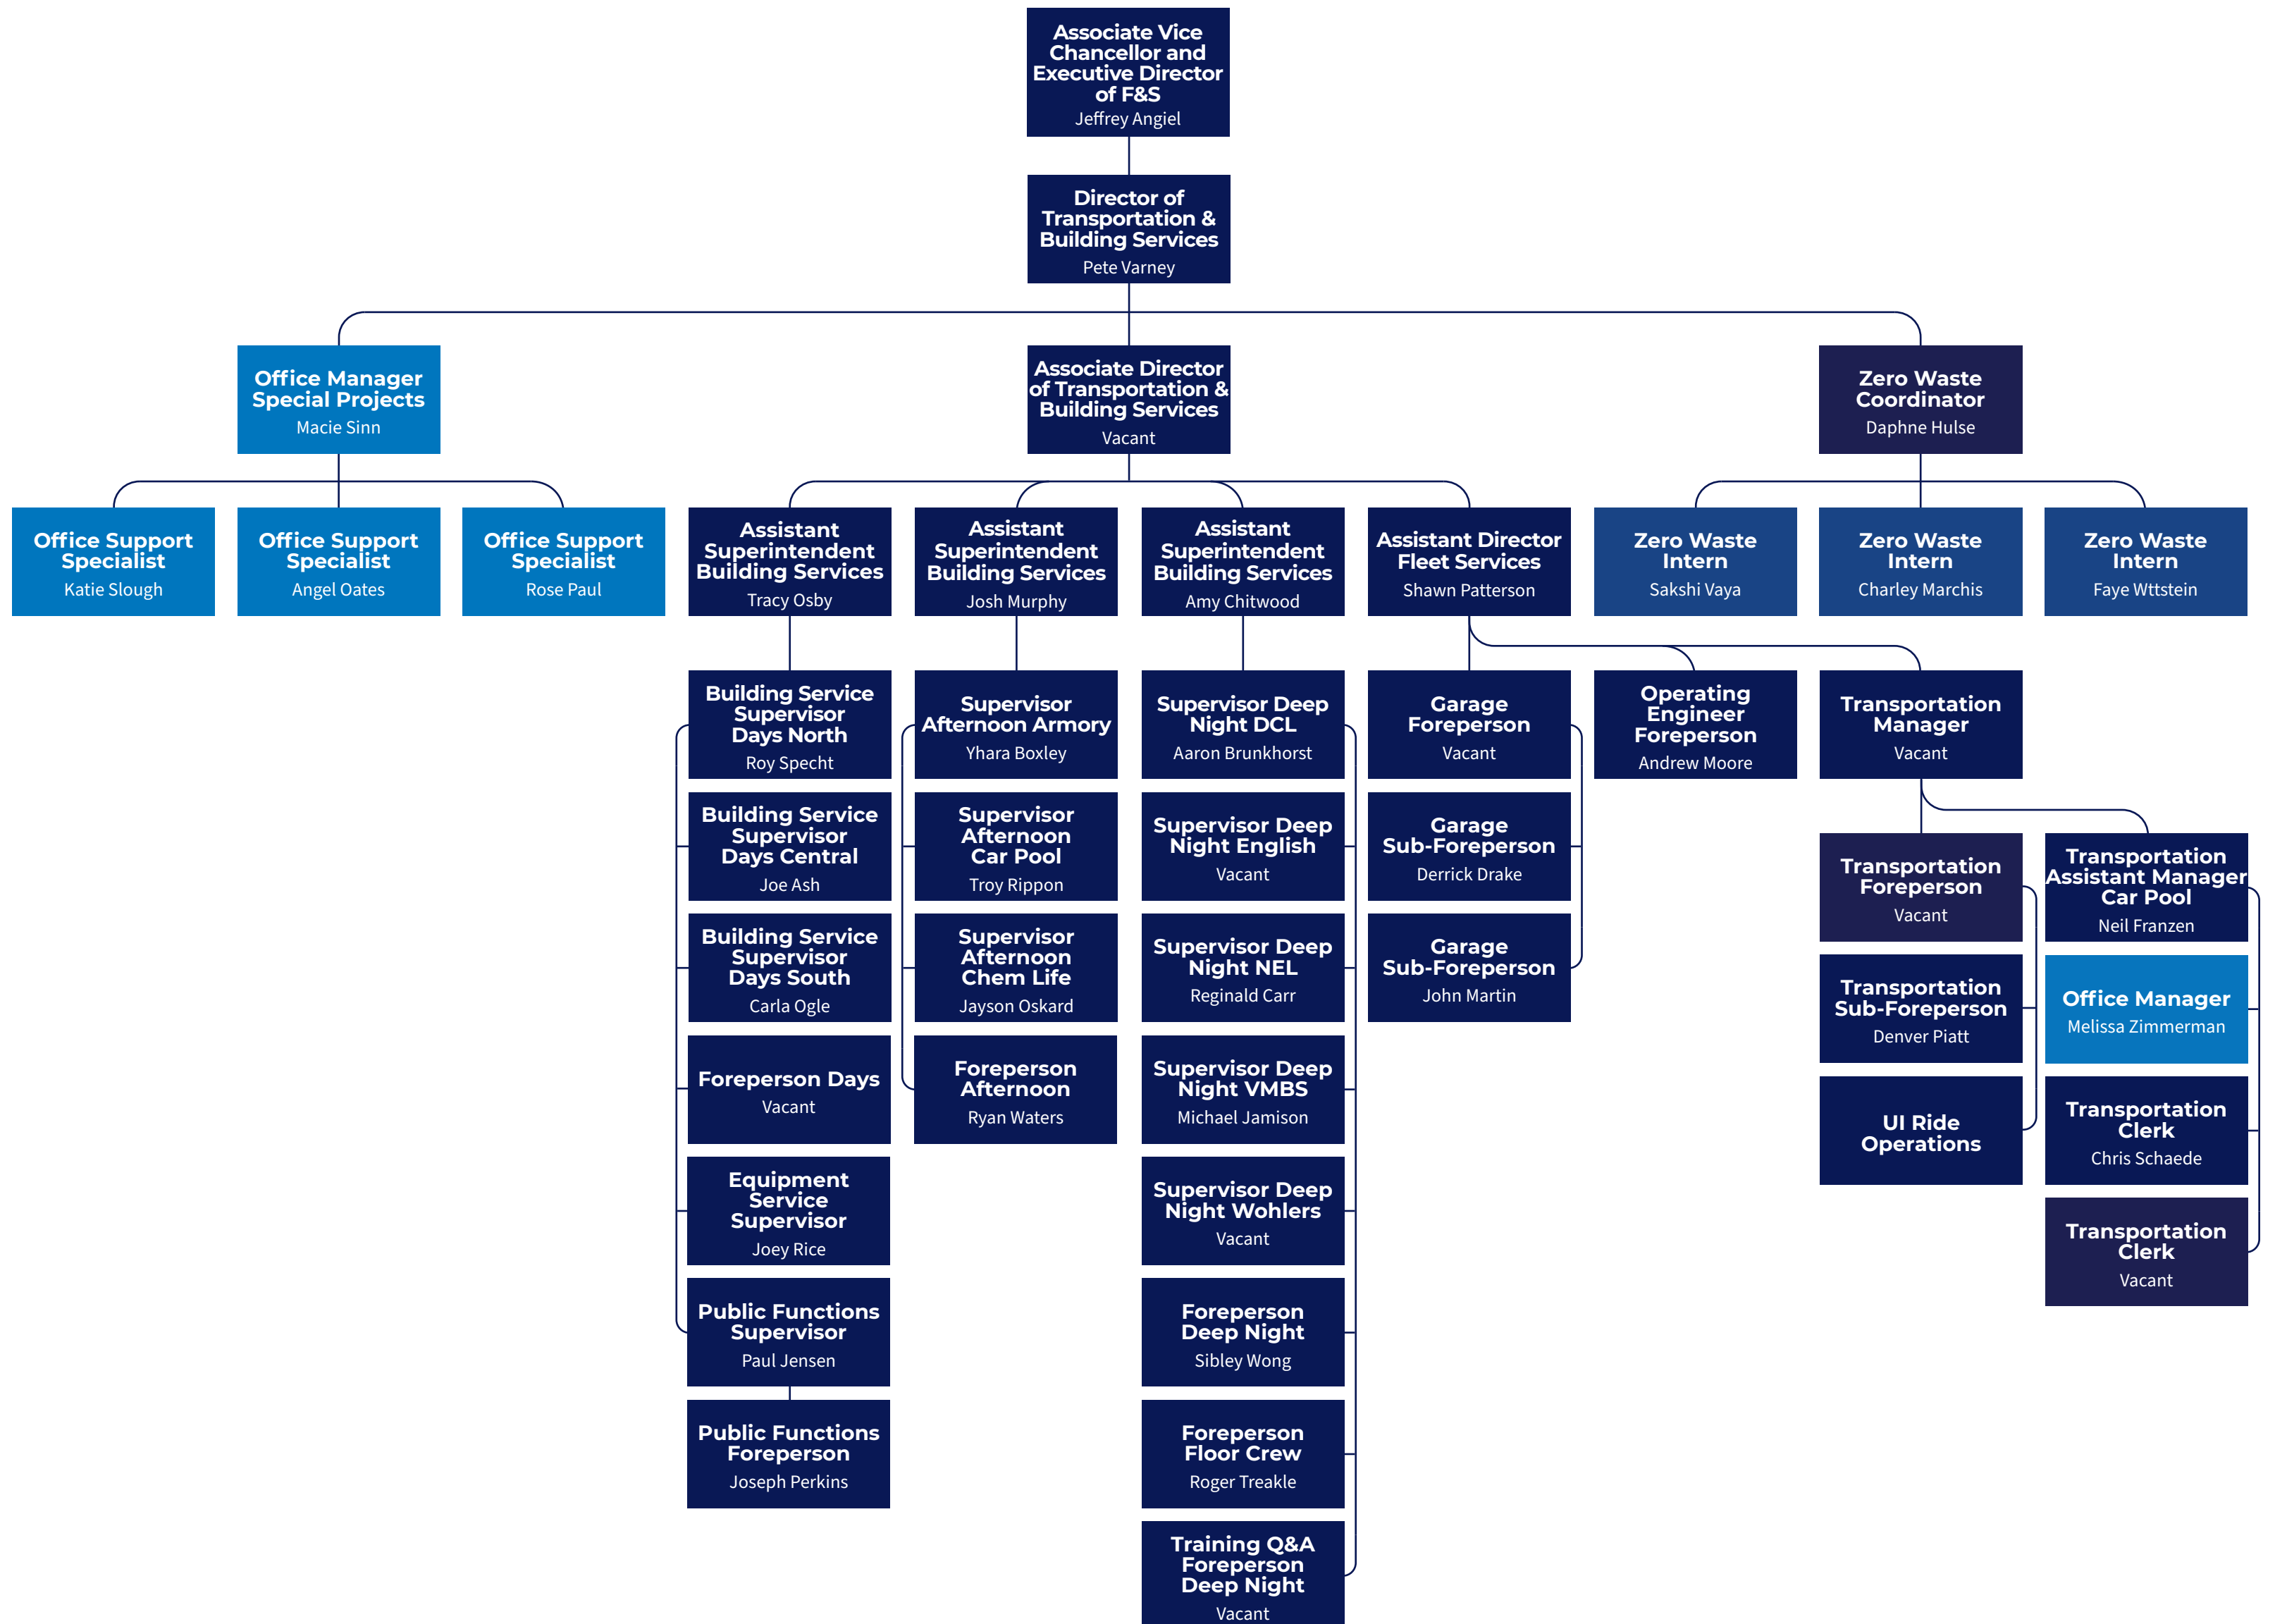 Associate Vice
Chancellor and
Executive Director
of F&S
Jeffrey Angiel
Director of
Transportation &
Building Services
Pete Varney
Office Manager
Special Projects
Macie Sinn
Associate Director
of Transportation &
Building Services
Vacant
Zero Waste
Coordinator
Daphne Hulse
Office Support
Specialist
Katie Slough
Office Support
Specialist
Angel Oates
Office Support
Specialist
Rose Paul
Assistant
Superintendent
Building Services
Tracy Osby
Assistant
Superintendent
Building Services
Josh Murphy
Assistant
Superintendent
Building Services
Amy Chitwood
Assistant Director
Fleet Services
Shawn Patterson
Zero Waste
Intern
Sakshi Vaya
Zero Waste
Intern
Charley Marchis
Zero Waste
Intern
Faye Wttstein
Building Service
Supervisor
Days North
Roy Specht
Building Service
Supervisor
Days Central
Joe Ash
Building Service
Supervisor
Days South
Carla Ogle
Foreperson Days
Vacant
Equipment
Service
Supervisor
Joey Rice
Public Functions
Supervisor
Paul Jensen
Public Functions
Foreperson
Joseph Perkins
Supervisor
Afternoon Armory
Yhara Boxley
Supervisor
Afternoon
Car Pool
Troy Rippon
Supervisor
Afternoon
Chem Life
Jayson Oskard
Foreperson
Afternoon
Ryan Waters
Supervisor Deep
Night DCL
Aaron Brunkhorst
Supervisor Deep
Night English
Vacant
Supervisor Deep
Night NEL
Reginald Carr
Supervisor Deep
Night VMBS
Michael Jamison
Supervisor Deep
Night Wohlers
Vacant
Foreperson
Deep Night
Sibley Wong
Foreperson
Floor Crew
Roger Treakle
Training Q&A
Foreperson
Deep Night
Vacant
Garage
Foreperson
Vacant
Garage
Sub-Foreperson
Derrick Drake
Garage
Sub-Foreperson
John Martin
Operating
Engineer
Foreperson
Andrew Moore
Transportation
Manager
Vacant
Transportation
Foreperson
Vacant
Transportation
Sub-Foreperson
Denver Piatt
UI Ride
Operations
Transportation
Assistant Manager
Car Pool
Neil Franzen
Office Manager
Melissa Zimmerman
Transportation
Clerk
Chris Schaede
Transportation
Clerk
Vacant